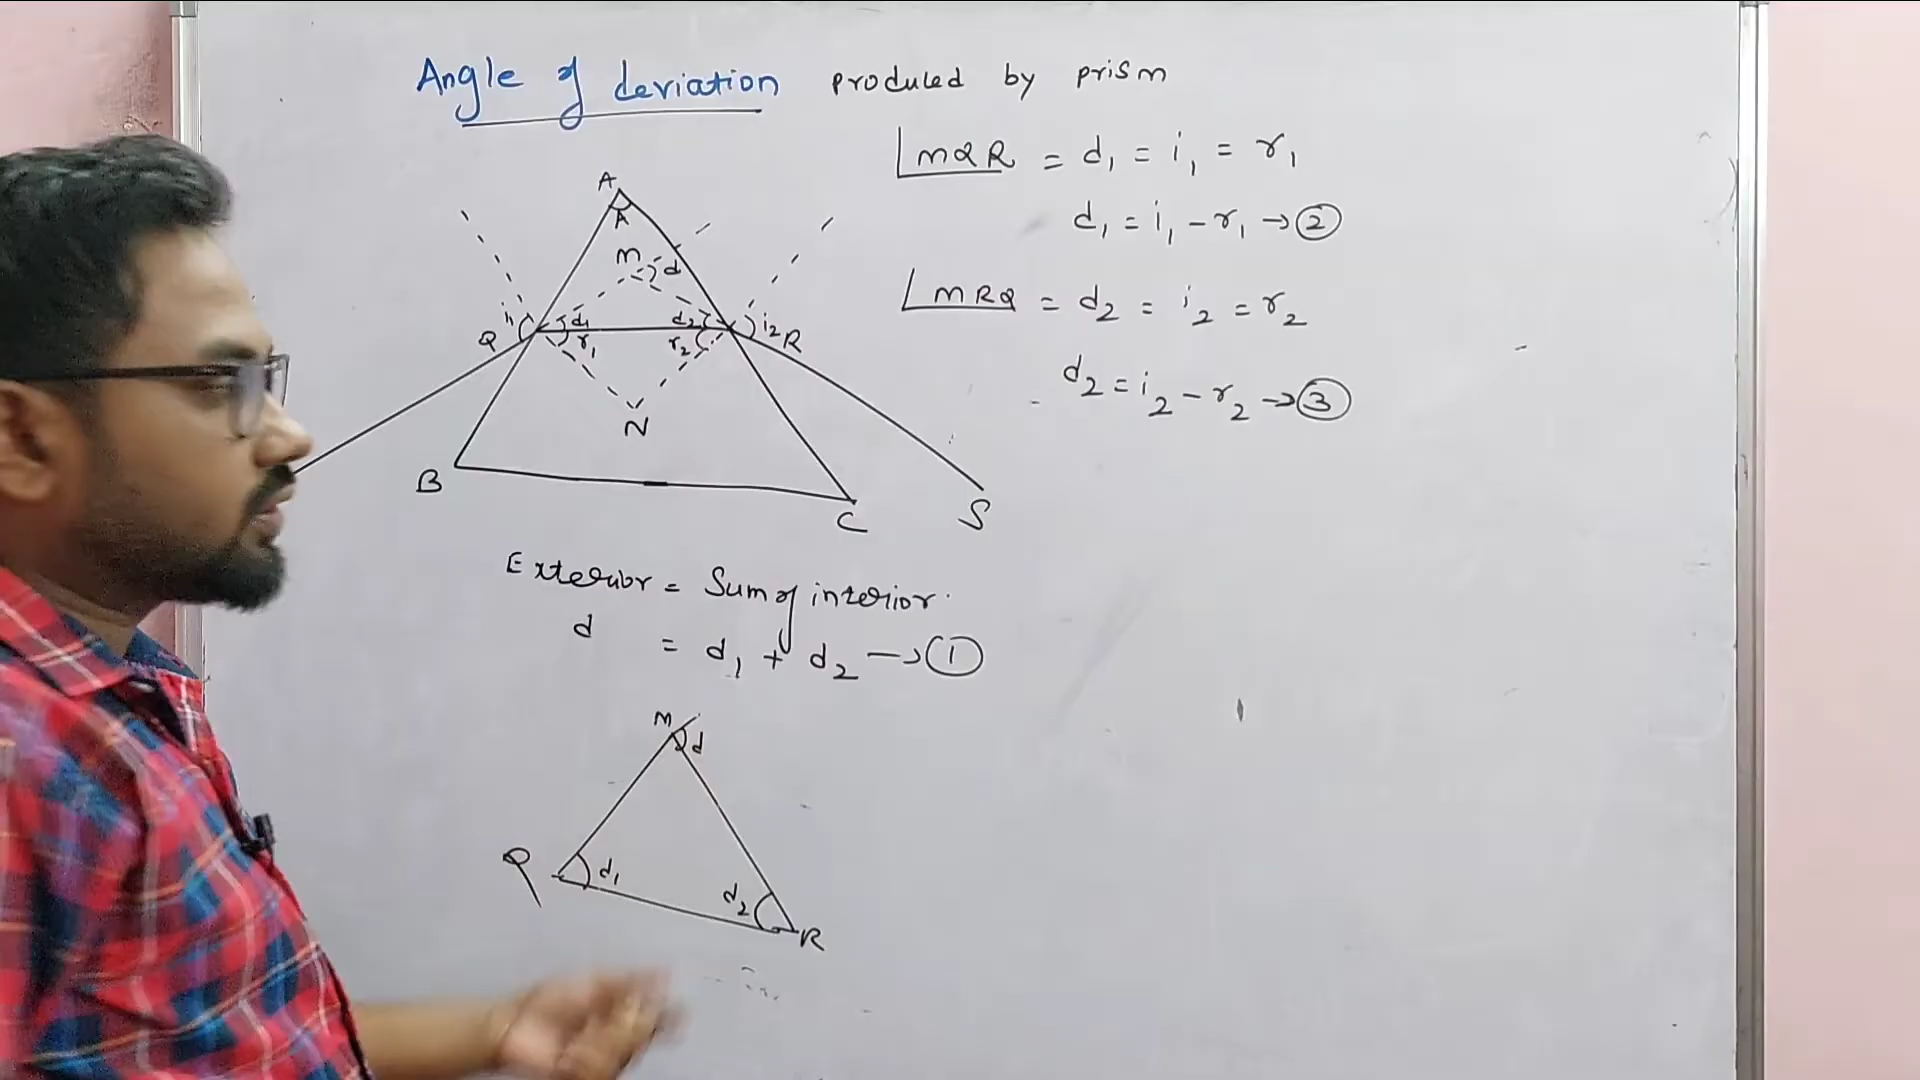 Angle of deviation produled by prism
∠MQR = d₁ = i₁ = r₁
d₁ = i₁ - r₁ → ②
∠MRQ = d₂ = i₂ = r₂
d₂ = i₂ - r₂ → ③
A
A
M d
i₁ d₁ d₂ i₂
Q r₁ r₂ R
N
B
C S
Exterior = Sum of interior.
d = d₁ + d₂ → ①
M d
Q d₁
d₂ R